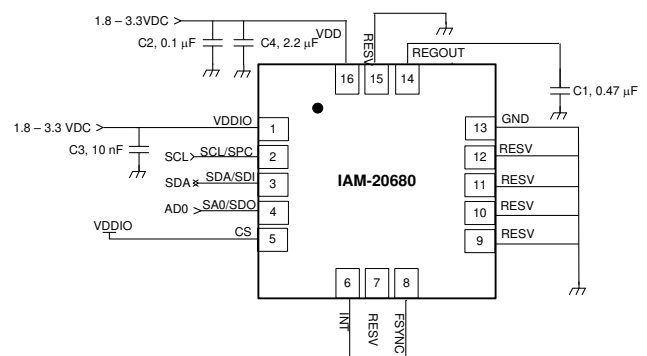 1.8 – 3.3VDC
C2, 0.1 µF
C4, 2.2 µF
VDD
RESV
REGOUT
16
15
14
C1, 0.47 µF
1.8 – 3.3 VDC
VDDIO
1
13
GND
C3, 10 nF
SCL
SCL/SPC
2
12
RESV
SDA
SDA/SDI
3
IAM-20680
11
RESV
AD0
SA0/SDO
4
10
RESV
VDDIO
CS
5
9
RESV
6
7
8
INT
RESV
FSYNC